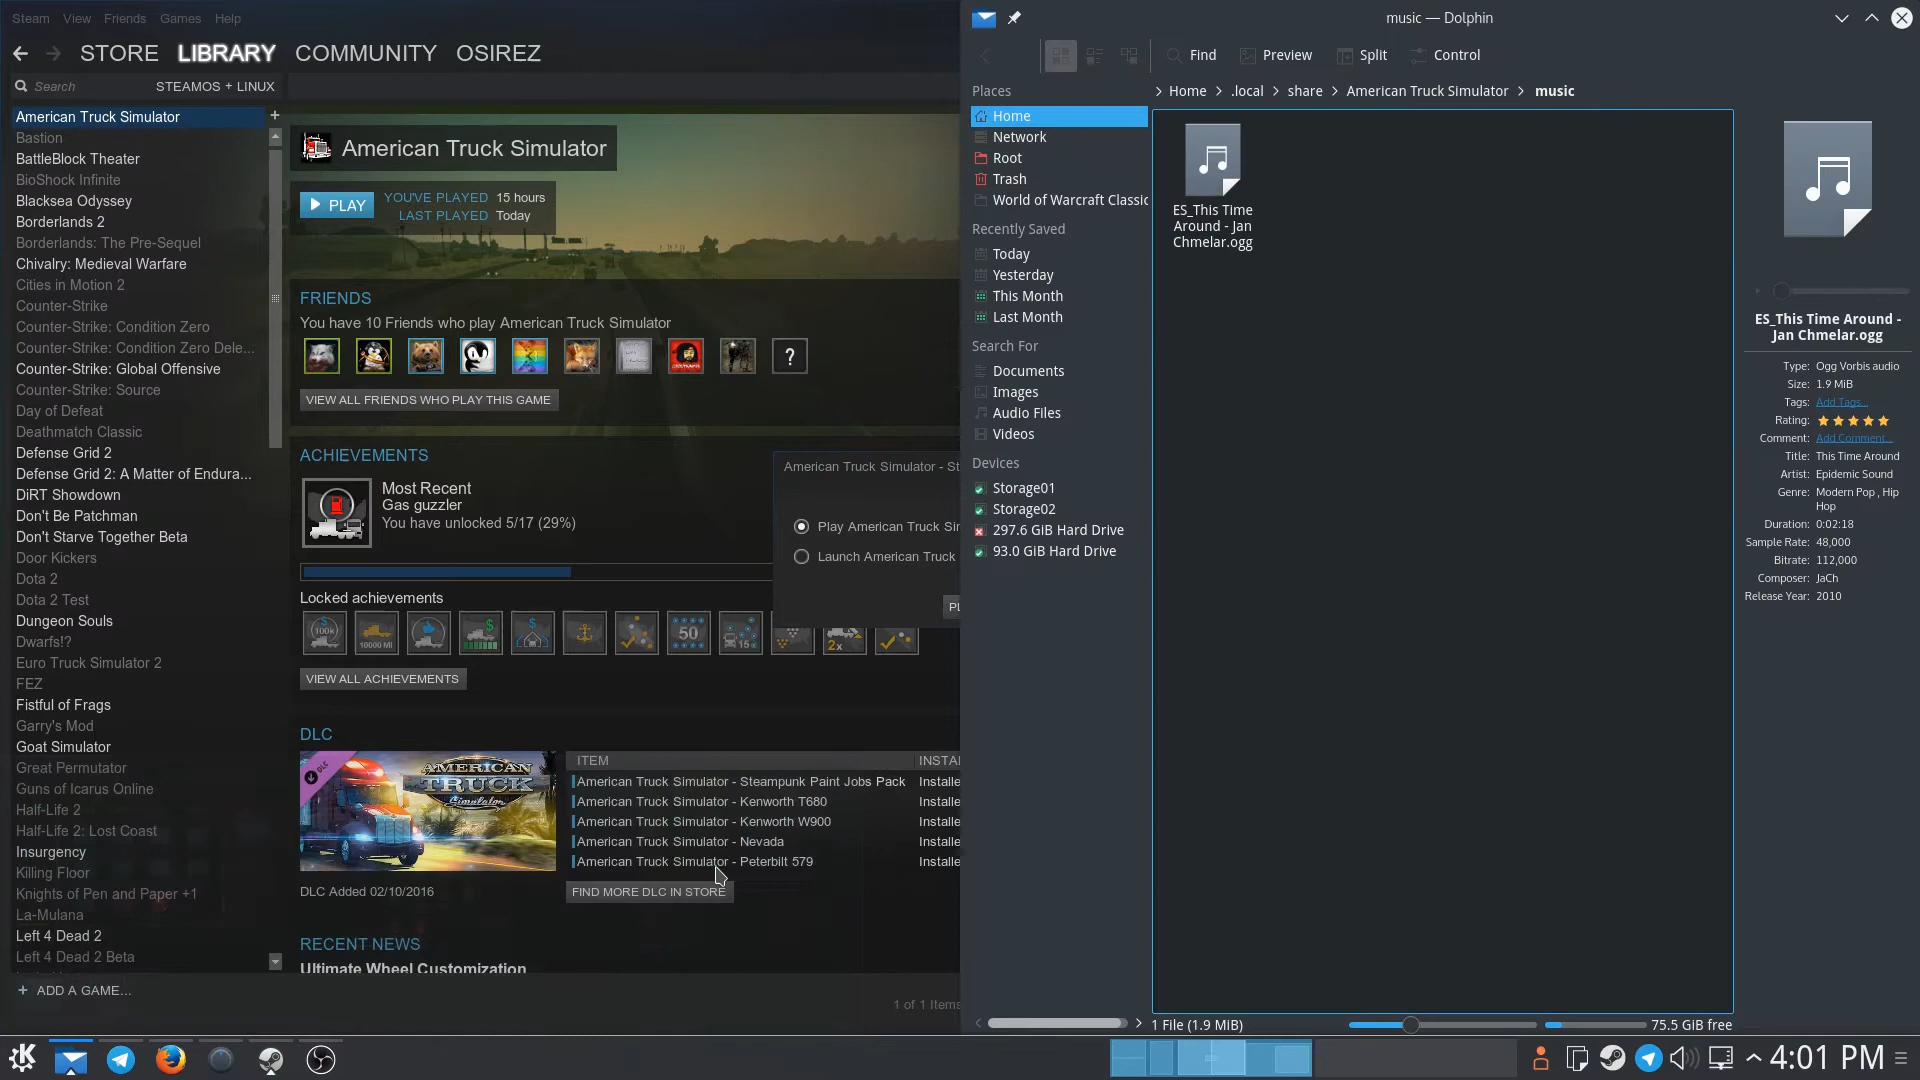 Steam View Friends Games Help
STORE LIBRARY COMMUNITY OSIREZ
Search STEAMOS + LINUX
American Truck Simulator +
Bastion
BattleBlock Theater
BioShock Infinite
Blacksea Odyssey
Borderlands 2
Borderlands: The Pre-Sequel
Chivalry: Medieval Warfare
Cities in Motion 2
Counter-Strike
Counter-Strike: Condition Zero
Counter-Strike: Condition Zero Dele...
Counter-Strike: Global Offensive
Counter-Strike: Source
Day of Defeat
Deathmatch Classic
Defense Grid 2
Defense Grid 2: A Matter of Endura...
DiRT Showdown
Don't Be Patchman
Don't Starve Together Beta
Door Kickers
Dota 2
Dota 2 Test
Dungeon Souls
Dwarfs!?
Euro Truck Simulator 2
FEZ
Fistful of Frags
Garry's Mod
Goat Simulator
Great Permutator
Guns of Icarus Online
Half-Life 2
Half-Life 2: Lost Coast
Insurgency
Killing Floor
Knights of Pen and Paper +1
La-Mulana
Left 4 Dead 2
Left 4 Dead 2 Beta
+ ADD A GAME...
American Truck Simulator
PLAY
YOU'VE PLAYED 15 hours
LAST PLAYED Today
FRIENDS
You have 10 Friends who play American Truck Simulator
?
VIEW ALL FRIENDS WHO PLAY THIS GAME
ACHIEVEMENTS
Most Recent
Gas guzzler
You have unlocked 5/17 (29%)
Locked achievements
100k
10000 MI
$
$
50
15
2x
VIEW ALL ACHIEVEMENTS
American Truck Simulator - St
Play American Truck Sir
Launch American Truck
PL
DLC
DLC
AMERICAN
TRUCK
Simulator
DLC Added 02/10/2016
ITEM INSTA
American Truck Simulator - Steampunk Paint Jobs Pack Installe
American Truck Simulator - Kenworth T680 Installe
American Truck Simulator - Kenworth W900 Installe
American Truck Simulator - Nevada Installe
American Truck Simulator - Peterbilt 579 Installe
FIND MORE DLC IN STORE
RECENT NEWS
Ultimate Wheel Customization
1 of 1 Items
music — Dolphin
Find Preview Split Control
Places
Home
Network
Root
Trash
World of Warcraft Classic
Recently Saved
Today
Yesterday
This Month
Last Month
Search For
Documents
Images
Audio Files
Videos
Devices
Storage01
Storage02
297.6 GiB Hard Drive
93.0 GiB Hard Drive
> Home > .local > share > American Truck Simulator > music
ES_This Time
Around - Jan
Chmelar.ogg
1 File (1.9 MiB)
75.5 GiB free
ES_This Time Around -
Jan Chmelar.ogg
Type: Ogg Vorbis audio
Size: 1.9 MiB
Tags: Add Tags...
Rating:
Comment: Add Comment...
Title: This Time Around
Artist: Epidemic Sound
Genre: Modern Pop , Hip
Hop
Duration: 0:02:18
Sample Rate: 48,000
Bitrate: 112,000
Composer: JaCh
Release Year: 2010
4:01 PM